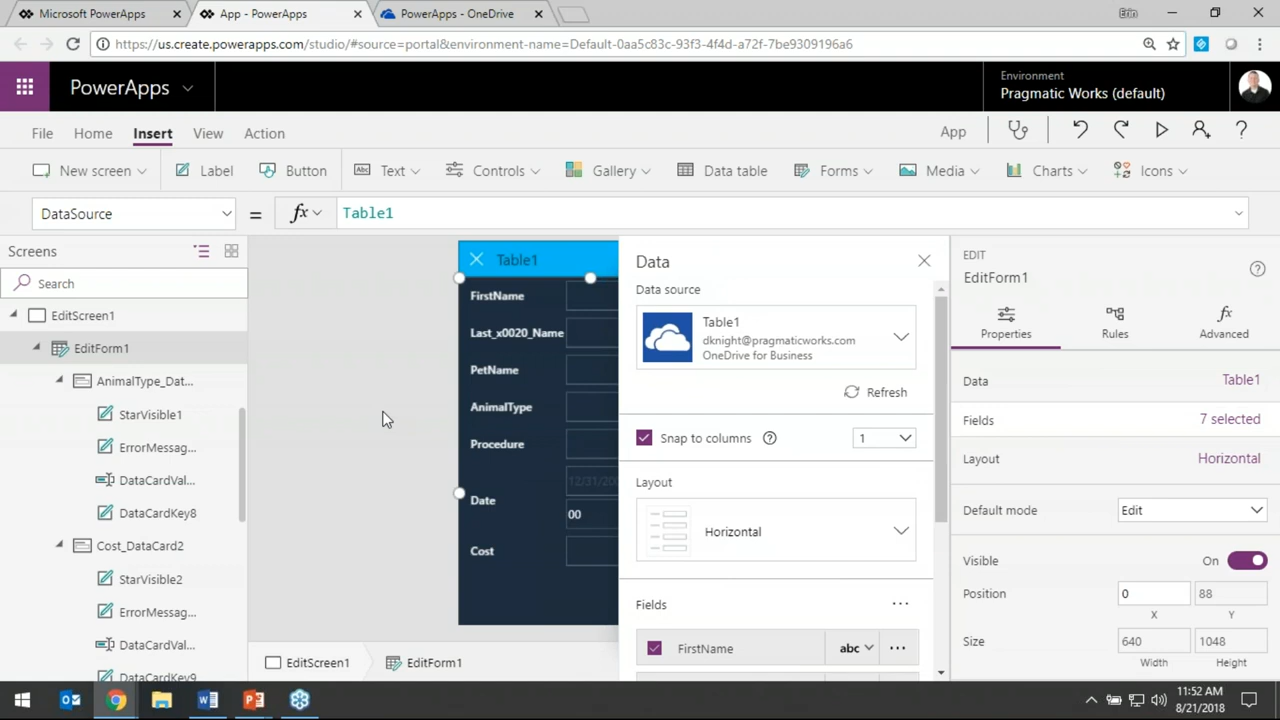 Microsoft PowerApps
App - PowerApps
PowerApps - OneDrive
Erin
https://us.create.powerapps.com/studio/#source=portal&environment-name=Default-0aa5c83c-93f3-4f4d-a72f-7be9309196a6
PowerApps
Environment
Pragmatic Works (default)
File Home Insert View Action App
New screen Label Button Text Controls Gallery Data table Forms Media Charts Icons
DataSource = fx Table1
Screens
Search
EditScreen1
EditForm1
AnimalType_Dat...
StarVisible1
ErrorMessag...
DataCardVal...
DataCardKey8
Cost_DataCard2
StarVisible2
ErrorMessag...
DataCardVal...
DataCardKey9
Table1
FirstName
Last_x0020_Name
PetName
AnimalType
Procedure
12/31/200
Date
00
Cost
EditScreen1 EditForm1
Data
Data source
Table1
dknight@pragmaticworks.com
OneDrive for Business
Refresh
Snap to columns 1
Layout
Horizontal
Fields
FirstName abc
EDIT
EditForm1
Properties Rules Advanced
Data Table1
Fields 7 selected
Layout Horizontal
Default mode Edit
Visible On
Position 0 88
X Y
Size 640 1048
Width Height
11:52 AM
8/21/2018